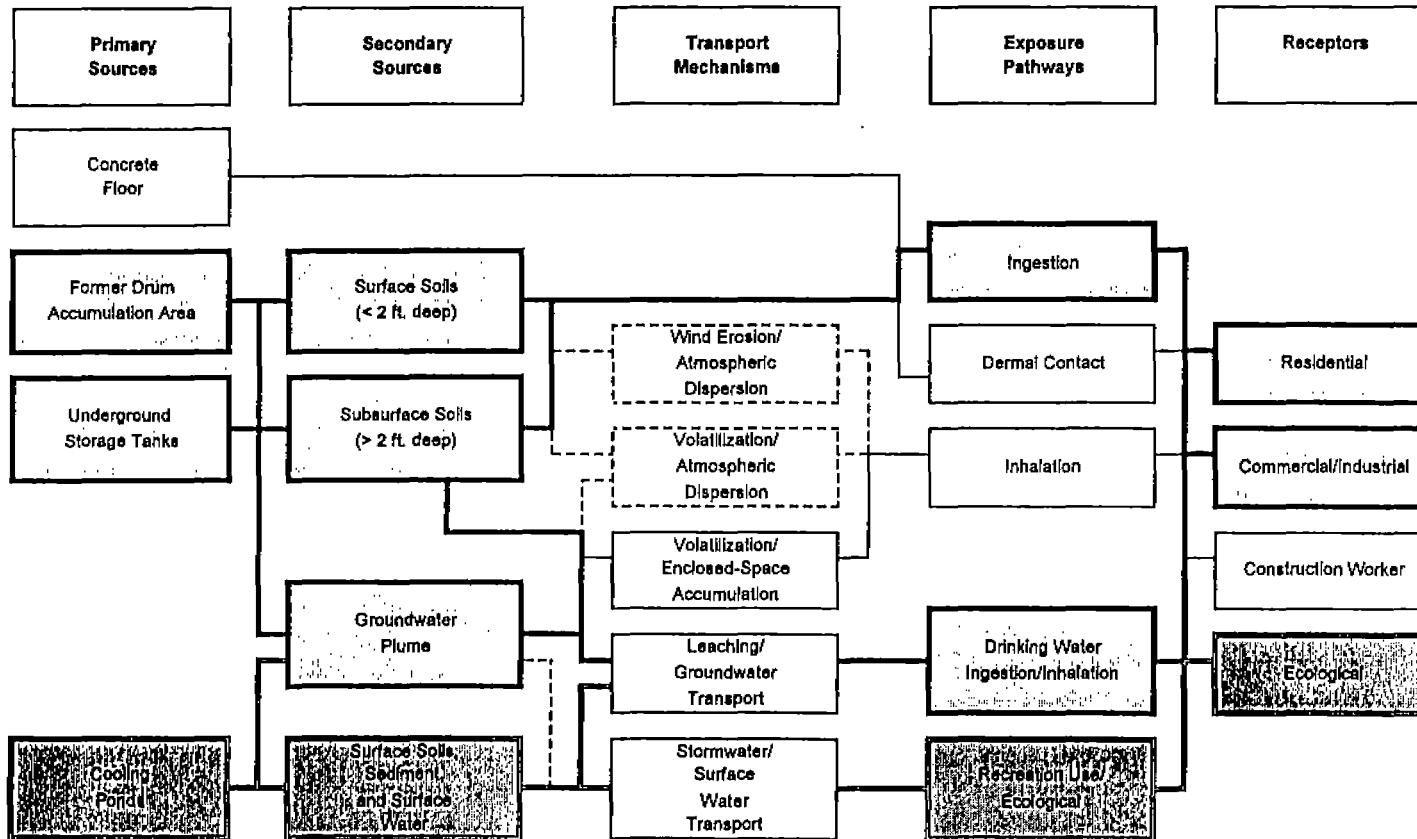 Primary
Sources
Secondary
Sources
Transport
Mechanisms
Exposure
Pathways
Receptors
Concrete
Floor
Former Drum
Accumulation Area
Surface Soils
(< 2 ft. deep)
Ingestion
Wind Erosion/
Atmospheric
Dispersion
Dermal Contact
Residential
Underground
Storage Tanks
Subsurface Soils
(> 2 ft. deep)
Volatilization/
Atmospheric
Dispersion
Inhalation
Commercial/Industrial
Volatilization/
Enclosed-Space
Accumulation
Construction Worker
Groundwater
Plume
Leaching/
Groundwater
Transport
Drinking Water
Ingestion/Inhalation
Ecological
Cooling
Ponds
Surface Soils
Sediment
and Surface
Water
Stormwater/
Surface
Water
Transport
Recreation Use/
Ecological